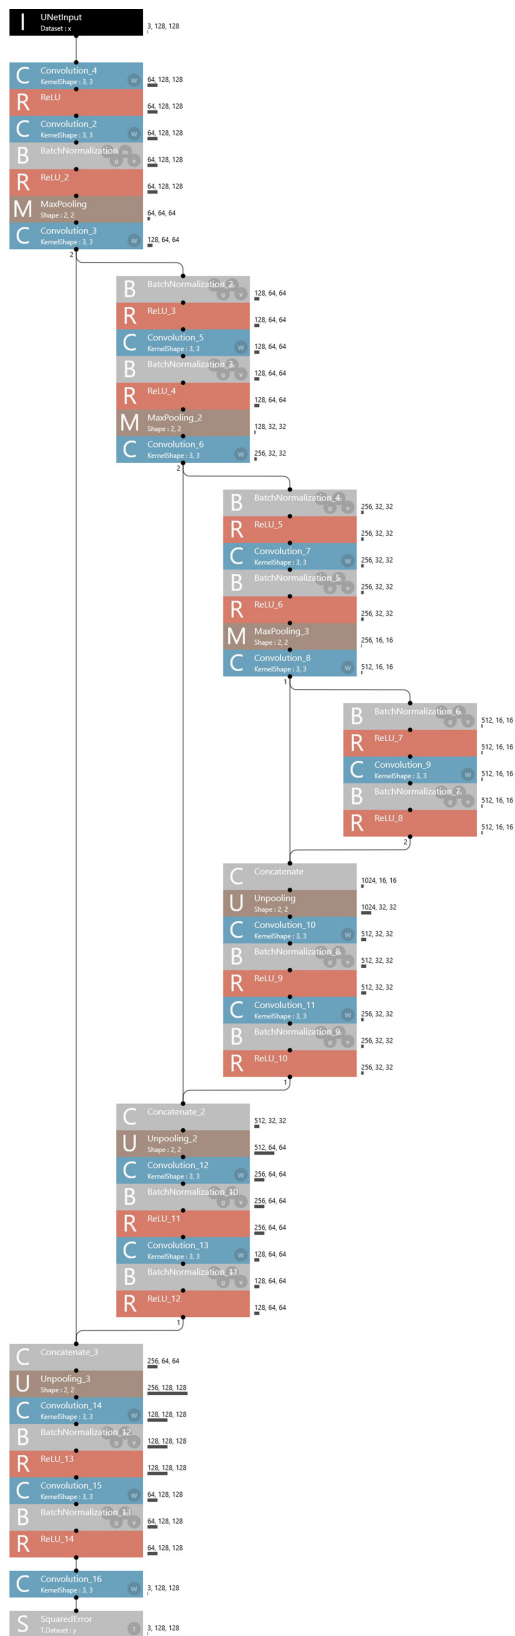 I UNetInput
Dataset : x
3, 128, 128
C Convolution_4
KernelShape : 3, 3 W
64, 128, 128
R ReLU
64, 128, 128
C Convolution_2
KernelShape : 3, 3 W
64, 128, 128
B BatchNormalization
g v
64, 128, 128
R ReLU_2
64, 128, 128
M MaxPooling
Shape : 2, 2
64, 64, 64
C Convolution_3
KernelShape : 3, 3 W
128, 64, 64
2
B BatchNormalization_2
g v
128, 64, 64
R ReLU_3
128, 64, 64
C Convolution_5
KernelShape : 3, 3 W
128, 64, 64
B BatchNormalization_3
g v
128, 64, 64
R ReLU_4
128, 64, 64
M MaxPooling_2
Shape : 2, 2
128, 32, 32
C Convolution_6
KernelShape : 3, 3 W
256, 32, 32
2
B BatchNormalization_4
g v
256, 32, 32
R ReLU_5
256, 32, 32
C Convolution_7
KernelShape : 3, 3 W
256, 32, 32
B BatchNormalization_5
g v
256, 32, 32
R ReLU_6
256, 32, 32
M MaxPooling_3
Shape : 2, 2
256, 16, 16
C Convolution_8
KernelShape : 3, 3 W
512, 16, 16
1
B BatchNormalization_6
g v
512, 16, 16
R ReLU_7
512, 16, 16
C Convolution_9
KernelShape : 3, 3 W
512, 16, 16
B BatchNormalization_7
g v
512, 16, 16
R ReLU_8
512, 16, 16
2
C Concatenate
1024, 16, 16
U Unpooling
Shape : 2, 2
1024, 32, 32
C Convolution_10
KernelShape : 3, 3 W
512, 32, 32
B BatchNormalization_8
g v
512, 32, 32
R ReLU_9
512, 32, 32
C Convolution_11
KernelShape : 3, 3 W
256, 32, 32
B BatchNormalization_9
g v
256, 32, 32
R ReLU_10
256, 32, 32
1
C Concatenate_2
512, 32, 32
U Unpooling_2
Shape : 2, 2
512, 64, 64
C Convolution_12
KernelShape : 3, 3 W
256, 64, 64
B BatchNormalization_10
g v
256, 64, 64
R ReLU_11
256, 64, 64
C Convolution_13
KernelShape : 3, 3 W
128, 64, 64
B BatchNormalization_11
g v
128, 64, 64
R ReLU_12
128, 64, 64
1
C Concatenate_3
256, 64, 64
U Unpooling_3
Shape : 2, 2
256, 128, 128
C Convolution_14
KernelShape : 3, 3 W
128, 128, 128
B BatchNormalization_12
g v
128, 128, 128
R ReLU_13
128, 128, 128
C Convolution_15
KernelShape : 3, 3 W
64, 128, 128
B BatchNormalization_13
g v
64, 128, 128
R ReLU_14
64, 128, 128
C Convolution_16
KernelShape : 3, 3 W
3, 128, 128
S SquaredError
T.Dataset : y T
3, 128, 128